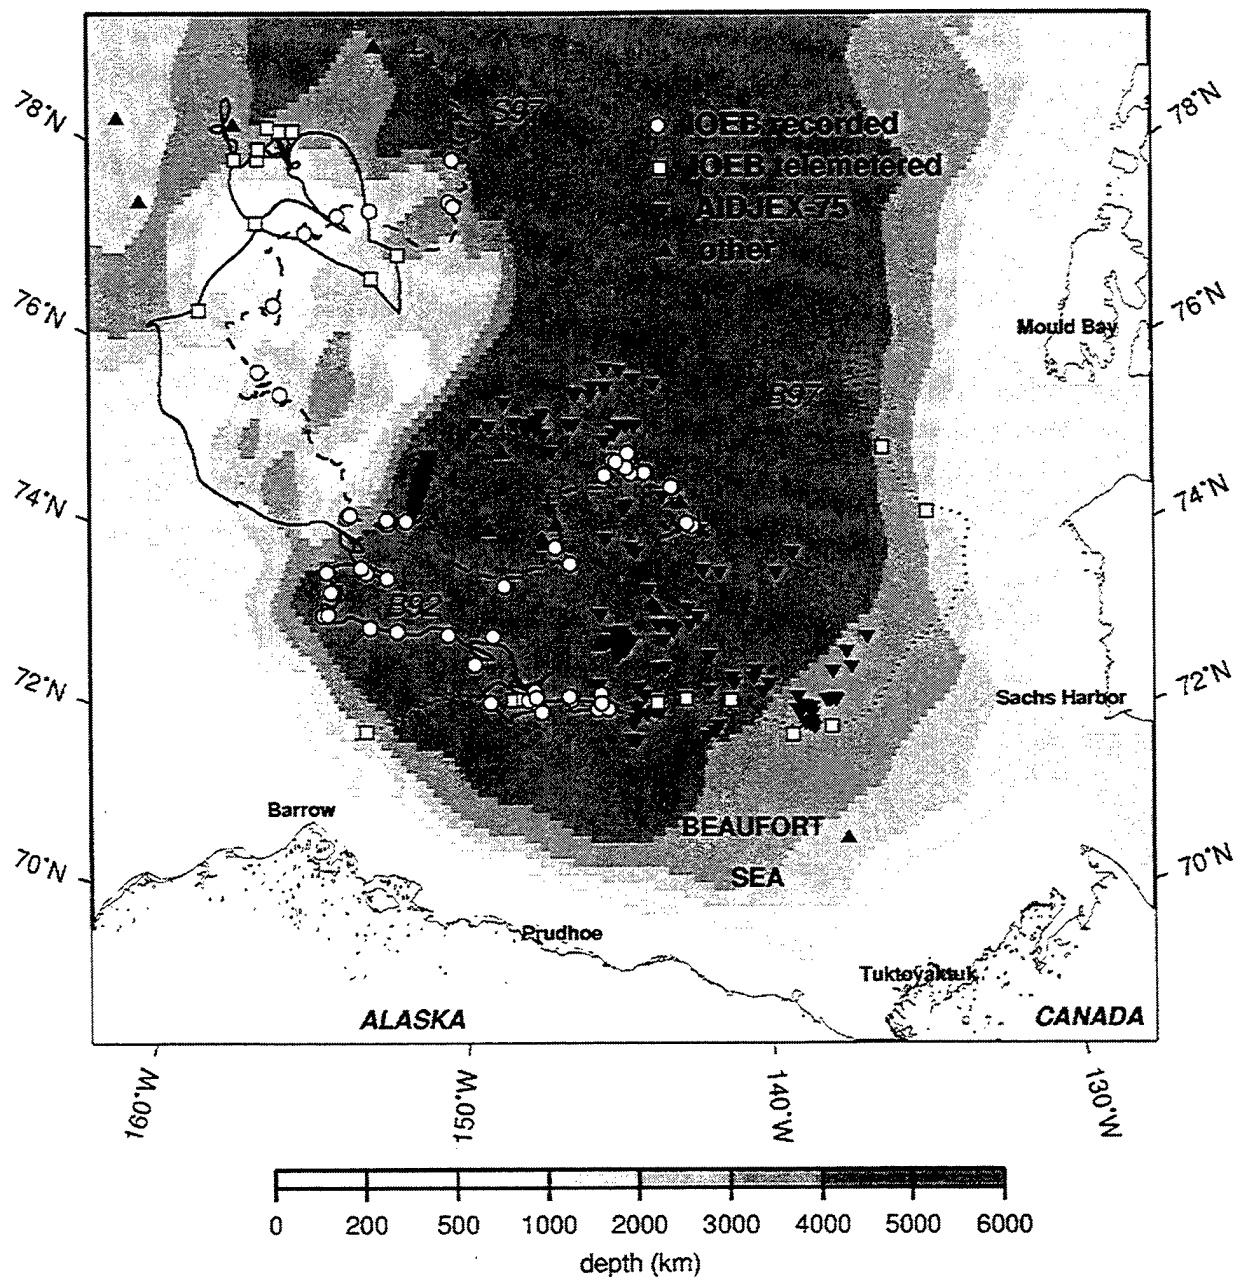 S97
IOEB recorded
IOEB telemetered
AIDJEX-75
other
78°N
78°N
76°N
76°N
Mould Bay
B97
74°N
74°N
B92
72°N
72°N
Sachs Harbor
Barrow
BEAUFORT
SEA
70°N
70°N
Prudhoe
Tuktoyaktuk
ALASKA
CANADA
160°W
150°W
140°W
130°W
0 200 500 1000 2000 3000 4000 5000 6000
depth (km)